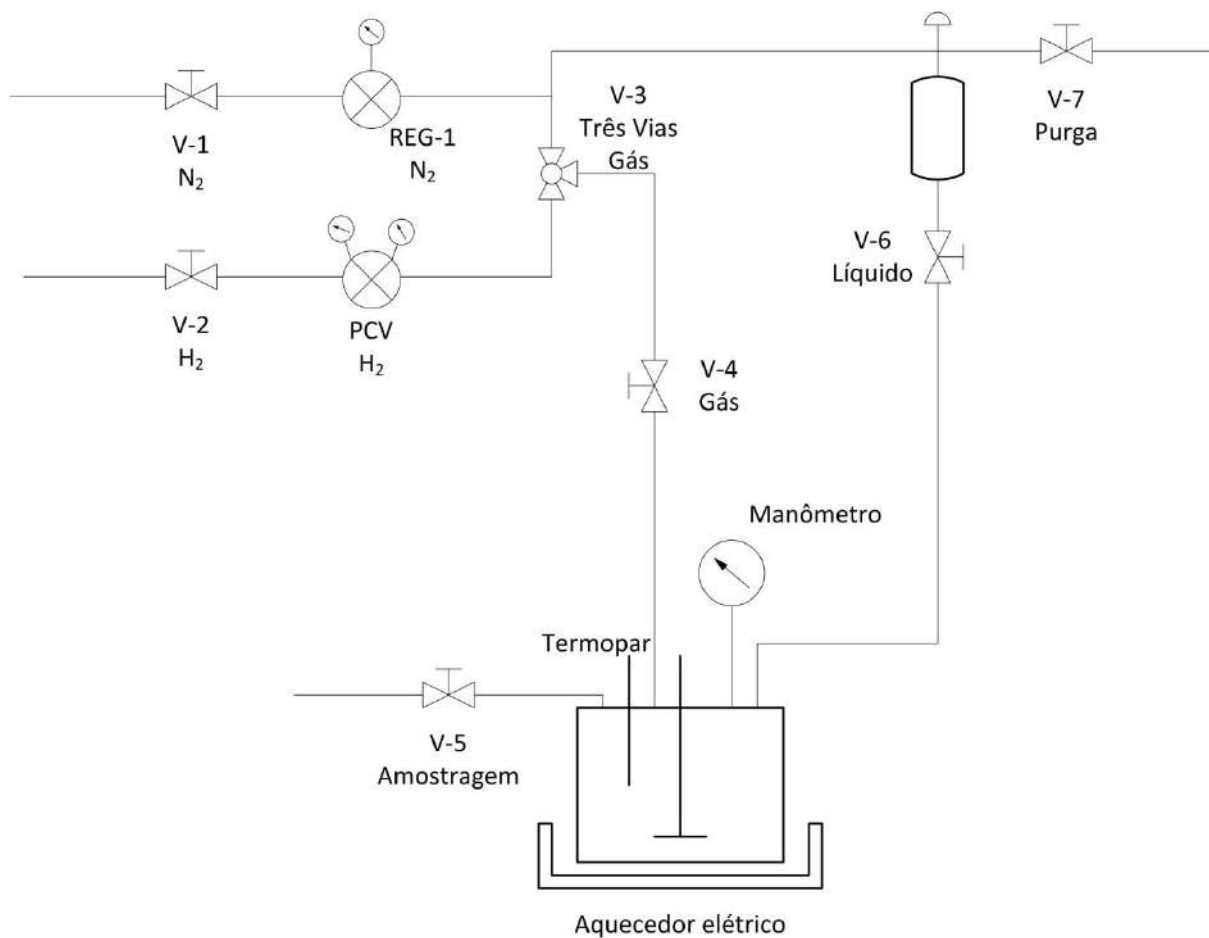 V-3
Três Vias
Gás
V-7
Purga
V-1
N₂
REG-1
N₂
V-6
Líquido
V-2
H₂
PCV
H₂
V-4
Gás
Manômetro
Termopar
V-5
Amostragem
Aquecedor elétrico